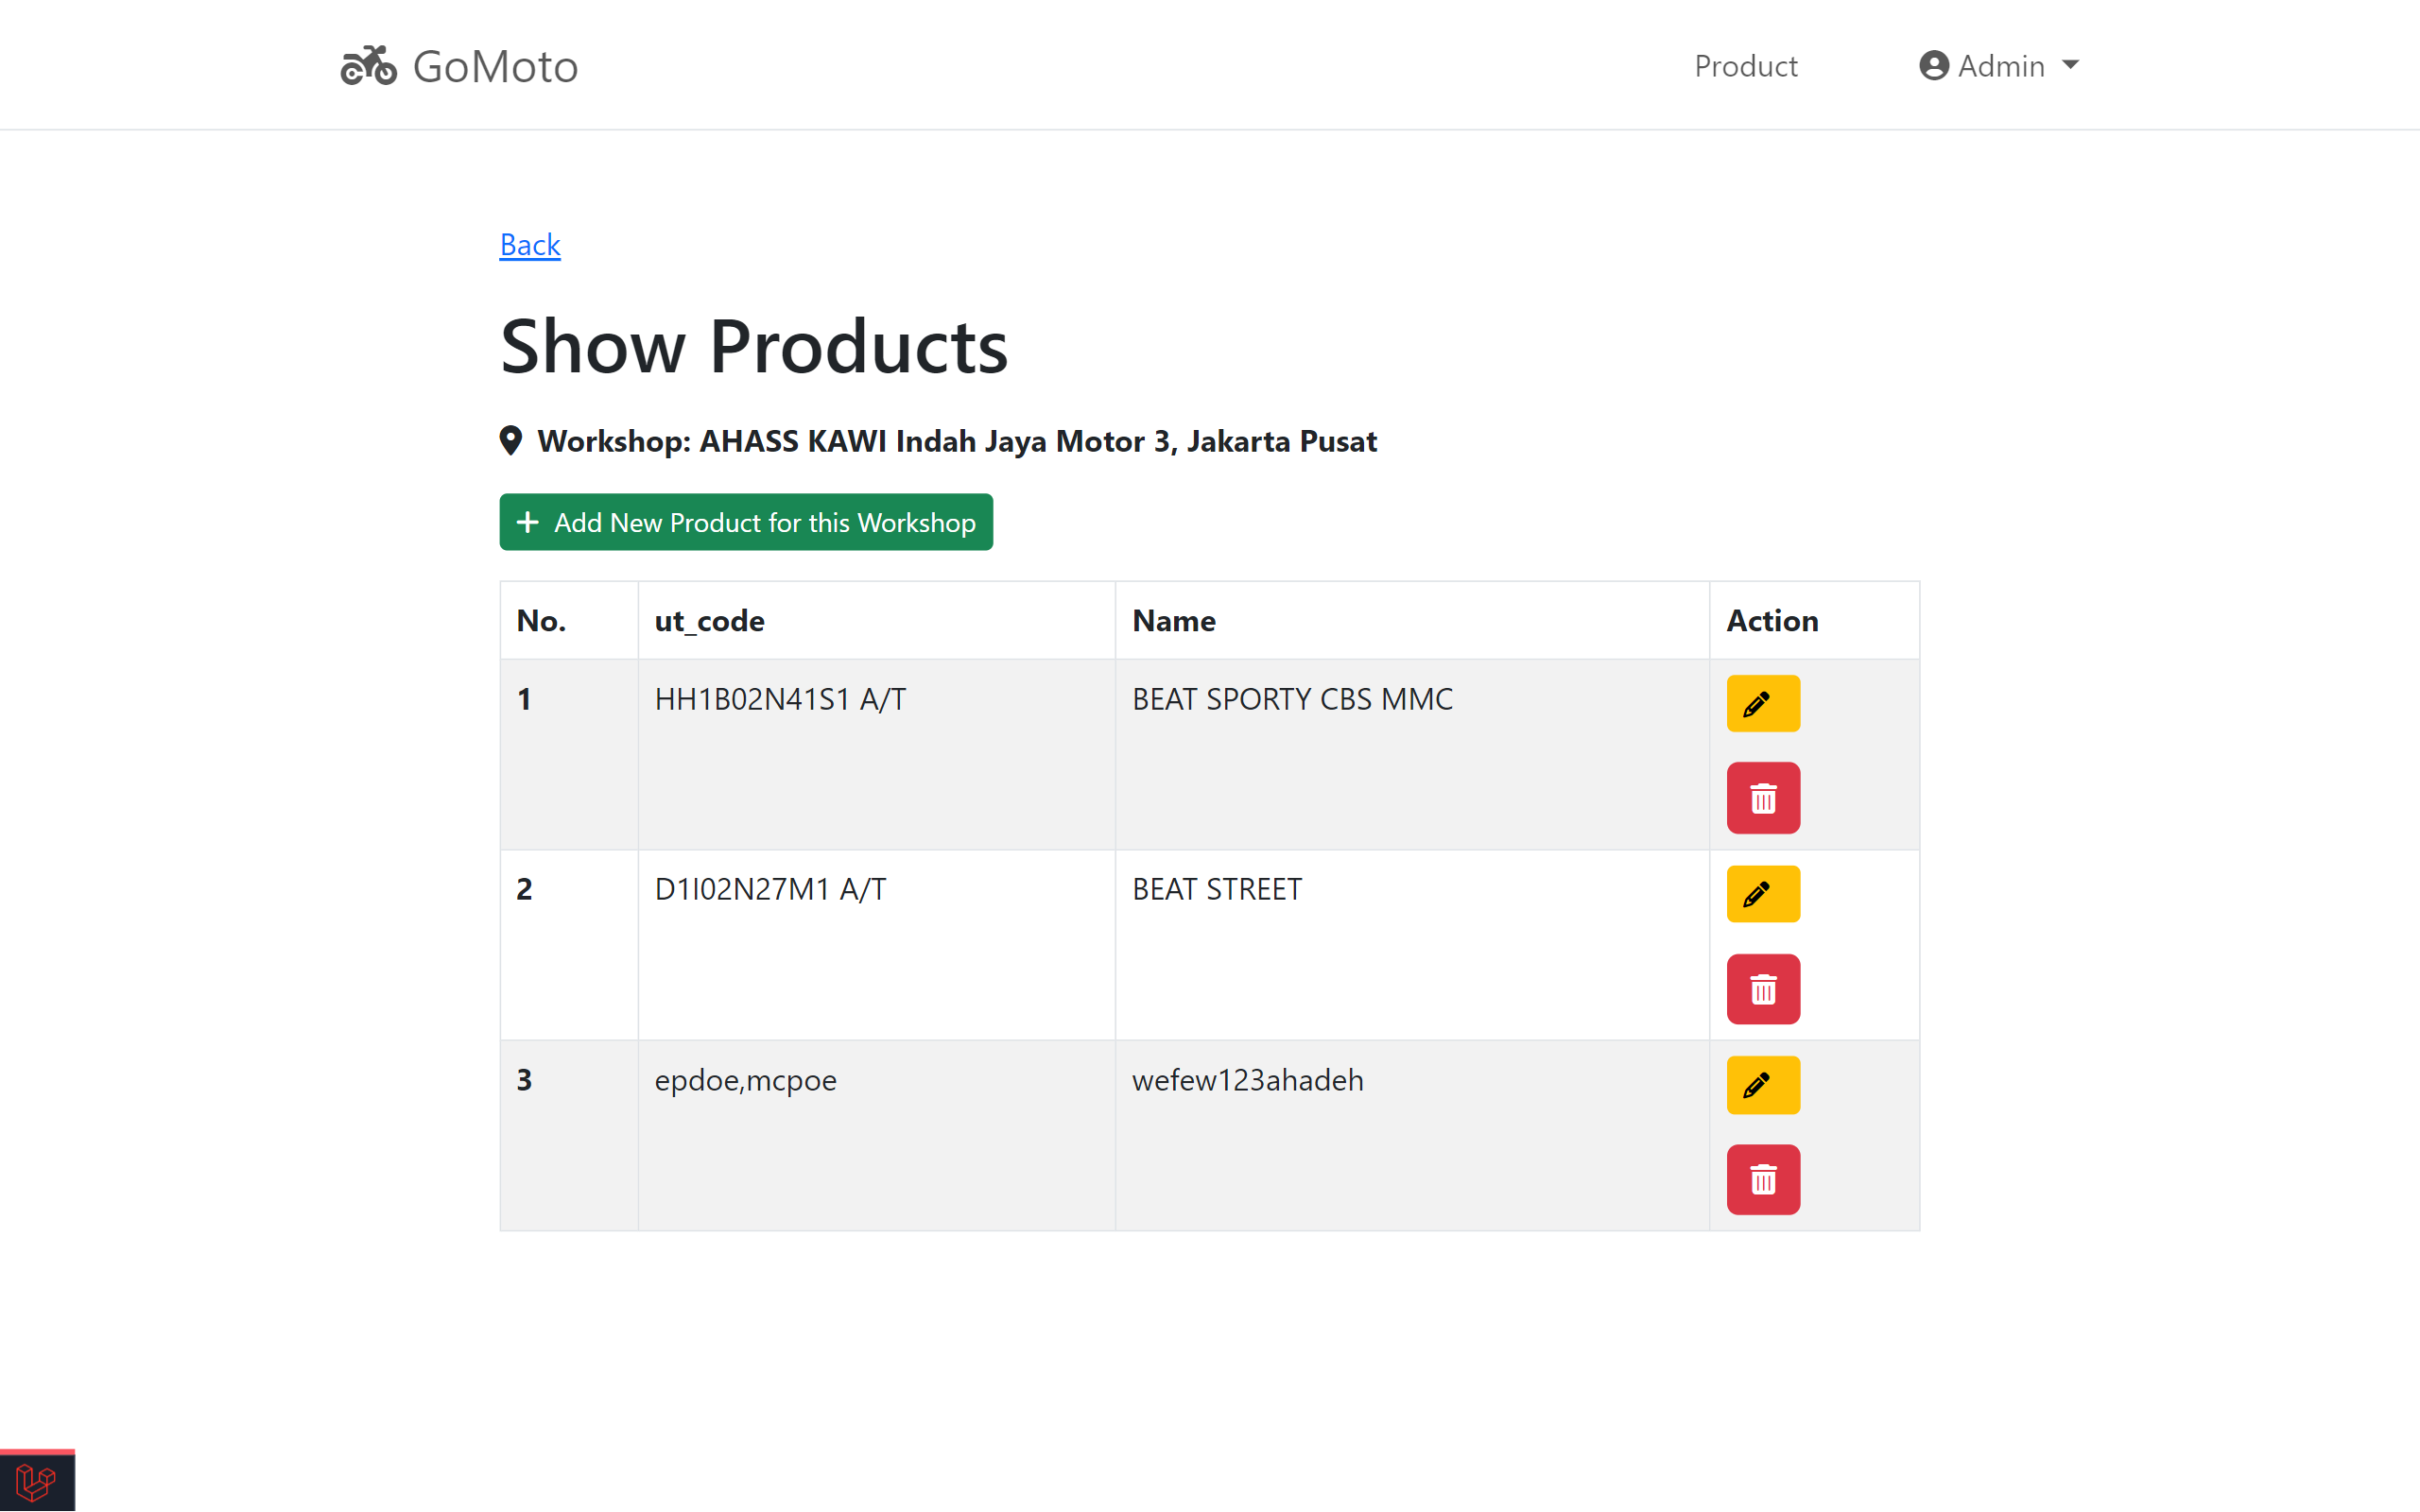 GoMoto
Product
Admin
Back
Show Products
Workshop: AHASS KAWI Indah Jaya Motor 3, Jakarta Pusat
+ Add New Product for this Workshop
No. ut_code Name Action
1 HH1B02N41S1 A/T BEAT SPORTY CBS MMC
2 D1I02N27M1 A/T BEAT STREET
3 epdoe,mcpoe wefew123ahadeh